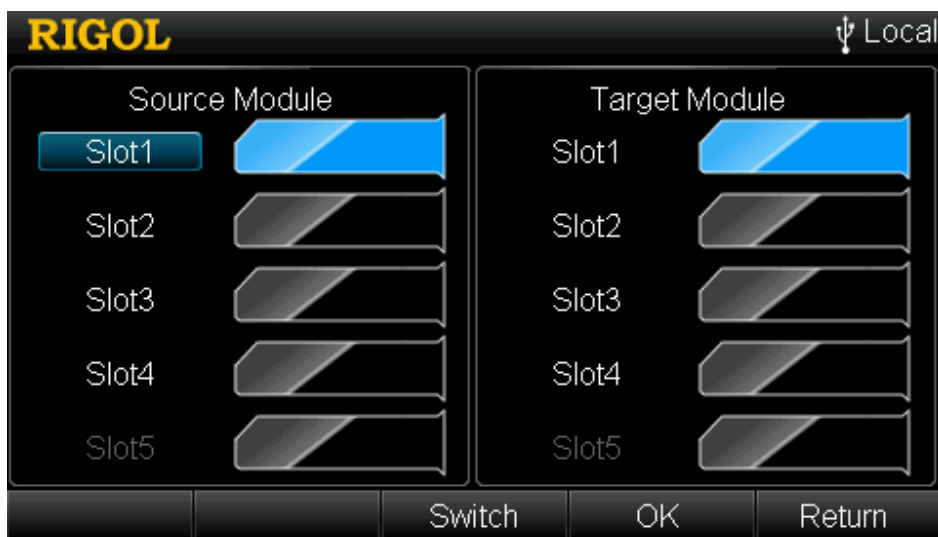 RIGOL
Local
Source Module
Slot1
Slot2
Slot3
Slot4
Slot5
Target Module
Slot1
Slot2
Slot3
Slot4
Slot5
Switch
OK
Return